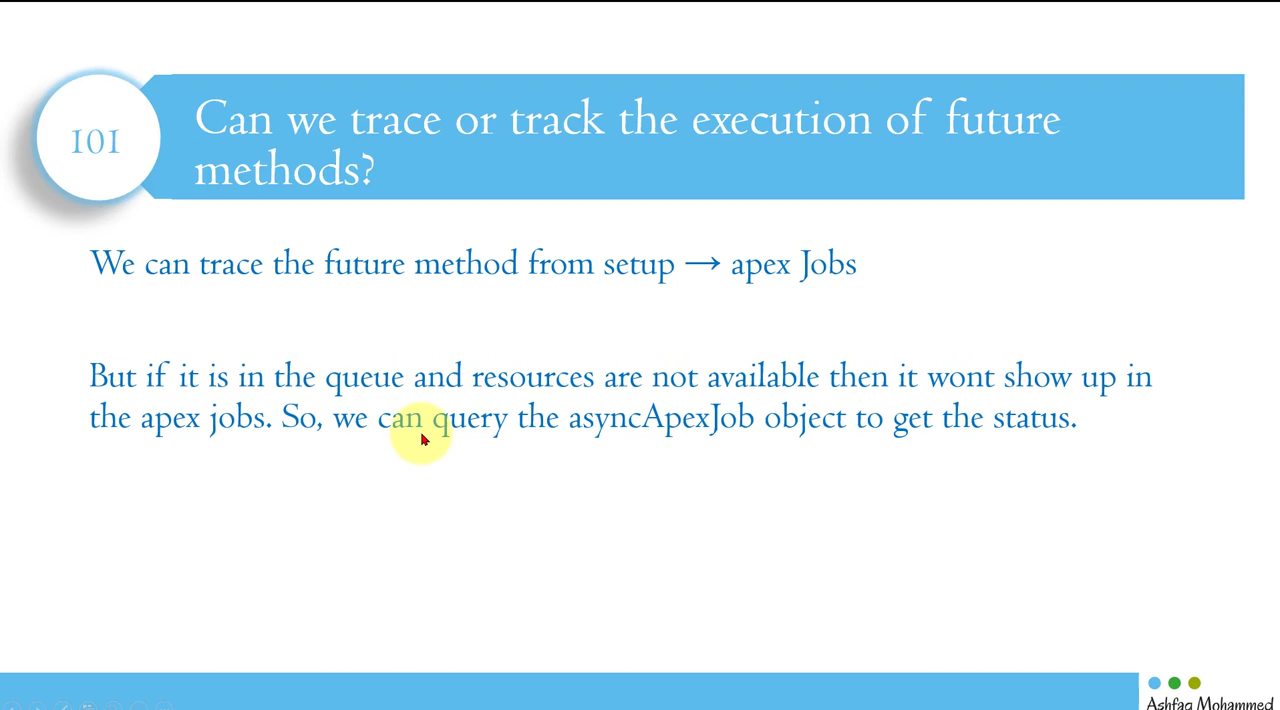 101
Can we trace or track the execution of future
methods?
We can trace the future method from setup → apex Jobs
But if it is in the queue and resources are not available then it wont show up in
the apex jobs. So, we can query the asyncApexJob object to get the status.
Ashfaq Mohammed